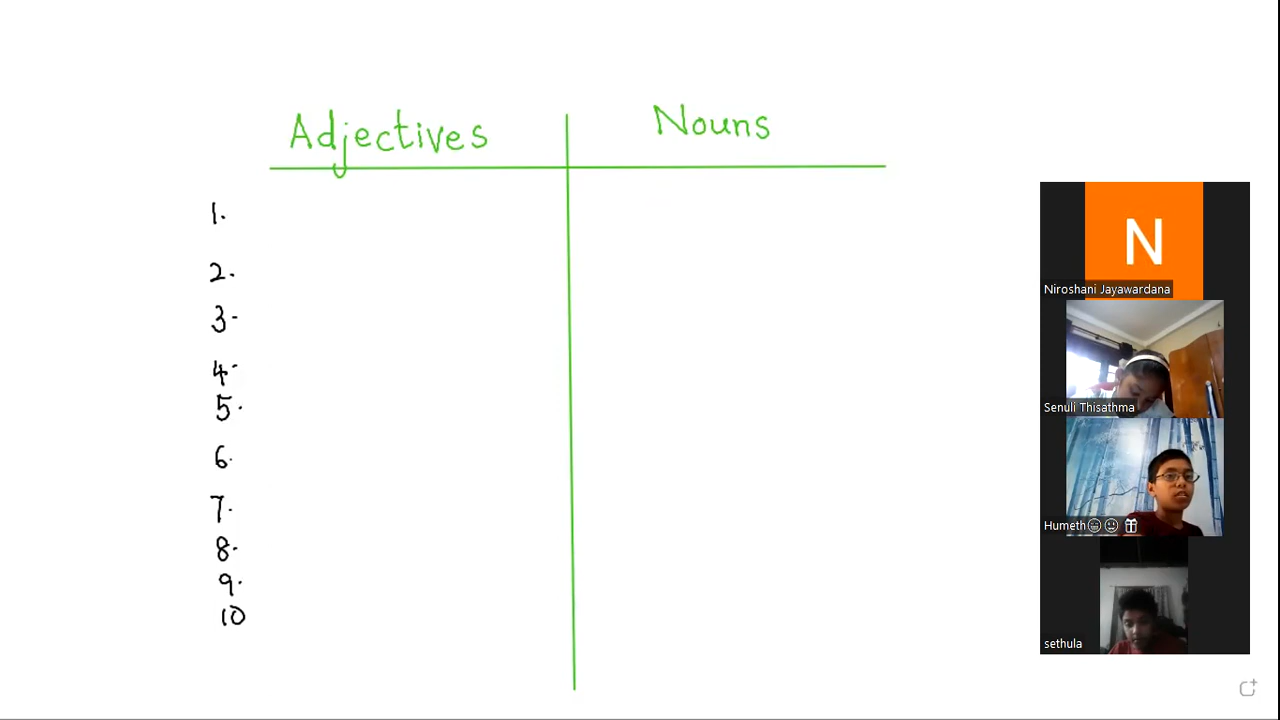 Adjectives Nouns
1.
2.
3.
4.
5.
6.
7.
8.
9.
10
N
Niroshani Jayawardana
Senuli Thisathma
Humeth😁🙂🎁
sethula